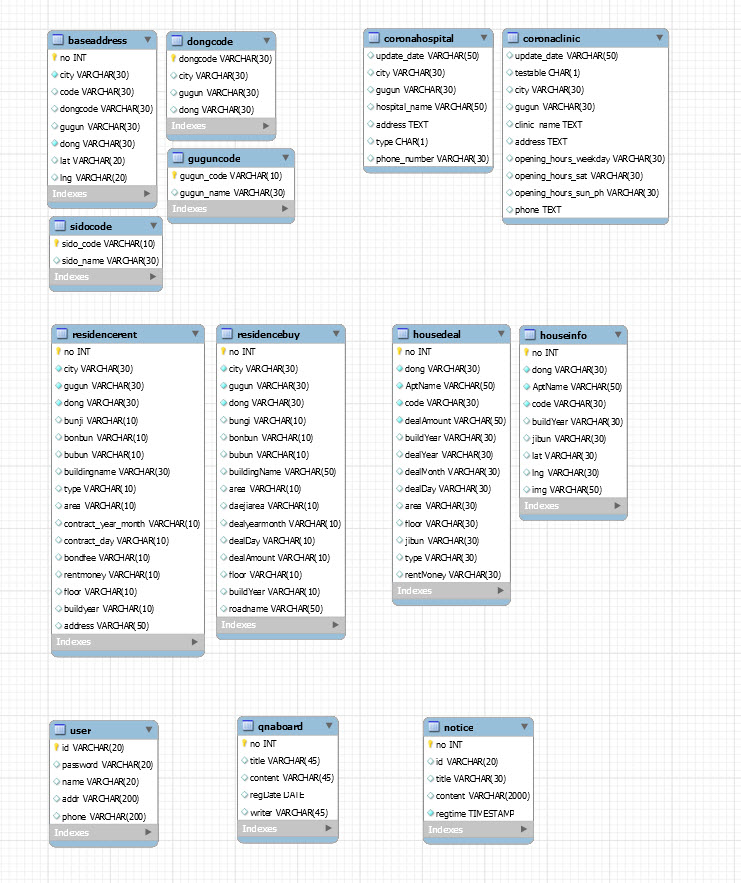 baseaddress
no INT
city VARCHAR(30)
code VARCHAR(30)
dongcode VARCHAR(30)
gugun VARCHAR(30)
dong VARCHAR(30)
lat VARCHAR(20)
lng VARCHAR(20)
Indexes
dongcode
dongcode VARCHAR(30)
city VARCHAR(30)
gugun VARCHAR(30)
dong VARCHAR(30)
Indexes
guguncode
gugun_code VARCHAR(10)
gugun_name VARCHAR(30)
Indexes
sidocode
sido_code VARCHAR(10)
sido_name VARCHAR(30)
Indexes
coronahospital
update_date VARCHAR(50)
city VARCHAR(30)
gugun VARCHAR(30)
hospital_name VARCHAR(50)
address TEXT
type CHAR(1)
phone_number VARCHAR(30)
coronaclinic
update_date VARCHAR(50)
testable CHAR(1)
city VARCHAR(30)
gugun VARCHAR(30)
clinic_name TEXT
address TEXT
opening_hours_weekday VARCHAR(30)
opening_hours_sat VARCHAR(30)
opening_hours_sun_ph VARCHAR(30)
phone TEXT
residencerent
no INT
city VARCHAR(30)
gugun VARCHAR(30)
dong VARCHAR(30)
bunji VARCHAR(10)
bonbun VARCHAR(10)
bubun VARCHAR(10)
buildingname VARCHAR(30)
type VARCHAR(10)
area VARCHAR(10)
contract_year_month VARCHAR(10)
contract_day VARCHAR(10)
bondfee VARCHAR(10)
rentmoney VARCHAR(10)
floor VARCHAR(10)
buildyear VARCHAR(10)
address VARCHAR(50)
Indexes
residencebuy
no INT
city VARCHAR(30)
gugun VARCHAR(30)
dong VARCHAR(30)
bungi VARCHAR(10)
bonbun VARCHAR(10)
bubun VARCHAR(10)
buildingName VARCHAR(50)
area VARCHAR(10)
daejiarea VARCHAR(10)
dealyearmonth VARCHAR(10)
dealDay VARCHAR(10)
dealAmount VARCHAR(10)
floor VARCHAR(10)
buildYear VARCHAR(10)
roadname VARCHAR(50)
Indexes
housedeal
no INT
dong VARCHAR(30)
AptName VARCHAR(50)
code VARCHAR(30)
dealAmount VARCHAR(50)
buildYear VARCHAR(30)
dealYear VARCHAR(30)
dealMonth VARCHAR(30)
dealDay VARCHAR(30)
area VARCHAR(30)
floor VARCHAR(30)
jibun VARCHAR(30)
type VARCHAR(30)
rentMoney VARCHAR(30)
Indexes
houseinfo
no INT
dong VARCHAR(30)
AptName VARCHAR(50)
code VARCHAR(30)
buildYear VARCHAR(30)
jibun VARCHAR(30)
lat VARCHAR(30)
lng VARCHAR(30)
img VARCHAR(50)
Indexes
user
id VARCHAR(20)
password VARCHAR(20)
name VARCHAR(20)
addr VARCHAR(200)
phone VARCHAR(200)
Indexes
qnaboard
no INT
title VARCHAR(45)
content VARCHAR(45)
regDate DATE
writer VARCHAR(45)
Indexes
notice
no INT
id VARCHAR(20)
title VARCHAR(30)
content VARCHAR(2000)
regtime TIMESTAMP
Indexes